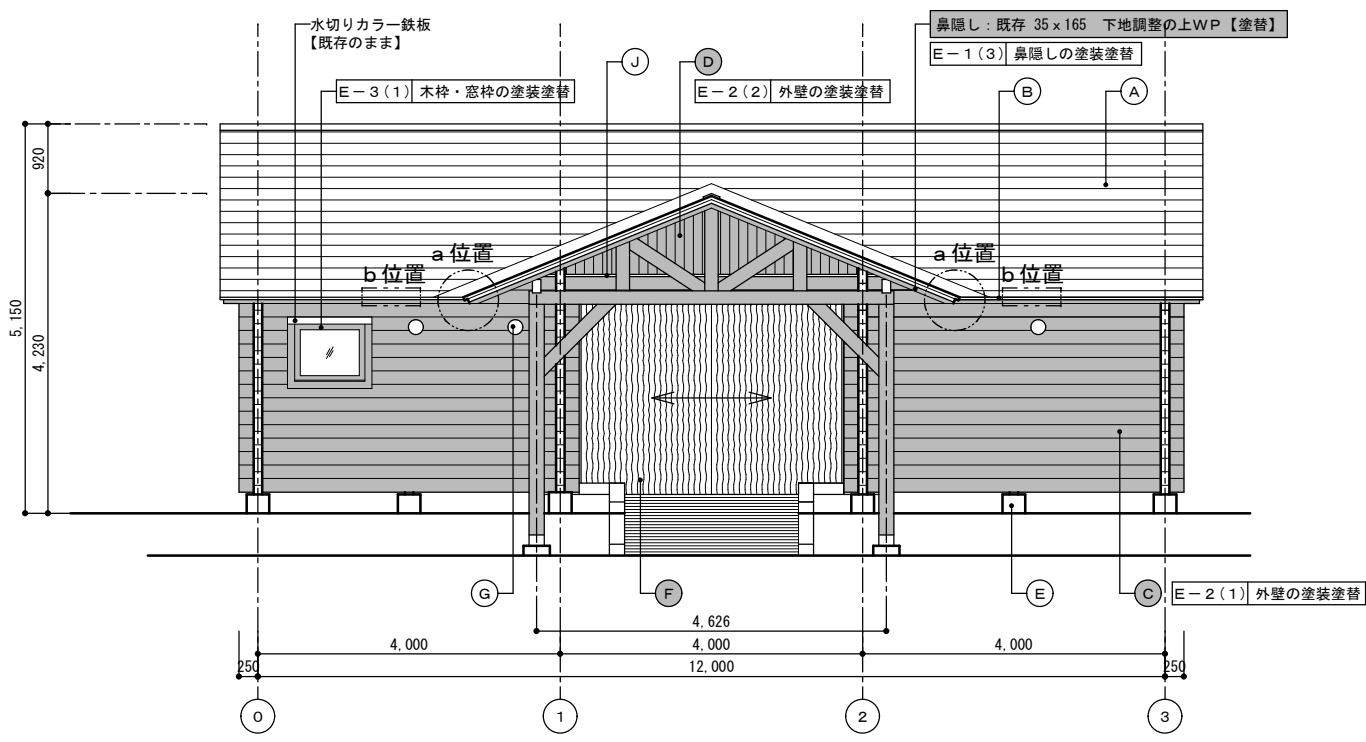 水切りカラー鉄板
【既存のまま】
鼻隠し：既存 35 x 165 下地調整の上WP【塗替】
E－1(3) 鼻隠しの塗装塗替
E－3(1) 木枠・窓枠の塗装塗替
J
D
E－2(2) 外壁の塗装塗替
B
A
920
5,150
4,230
a 位置
b 位置
a 位置
b 位置
G
F
E
C
E－2(1) 外壁の塗装塗替
4,626
4,000
4,000
4,000
250
12,000
250
0
1
2
3